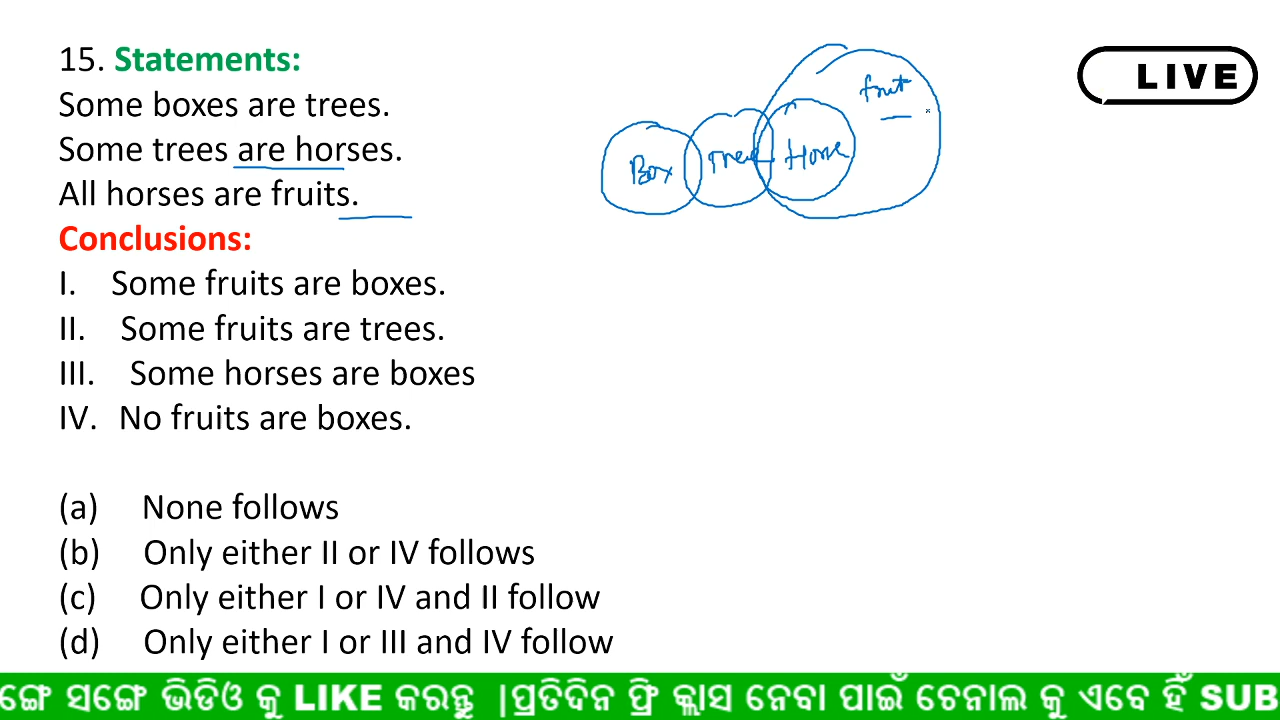 15. Statements:
Some boxes are trees.
Some trees are horses.
All horses are fruits.
Conclusions:
I. Some fruits are boxes.
II. Some fruits are trees.
III. Some horses are boxes
IV. No fruits are boxes.
(a) None follows
(b) Only either II or IV follows
(c) Only either I or IV and II follow
(d) Only either I or III and IV follow
Box Tree Horse fruit
LIVE
ଙ୍ଗେ ସଙ୍ଗେ ଭିଡିଓ କୁ LIKE କରନ୍ତୁ |ପ୍ରତିଦିନ ଫ୍ରି କ୍ଲାସ ନେବା ପାଇଁ ଚେନାଲ କୁ ଏବେ ହିଁ SUB